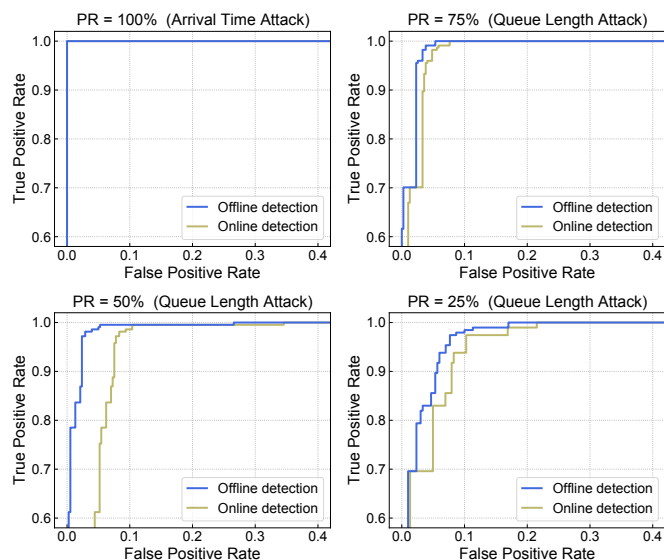 PR = 100%  (Arrival Time Attack)
True Positive Rate
1.0
0.9
0.8
0.7
0.6
Offline detection
Online detection
0.0 0.1 0.2 0.3 0.4
False Positive Rate
PR = 75%  (Queue Length Attack)
True Positive Rate
1.0
0.9
0.8
0.7
0.6
Offline detection
Online detection
0.0 0.1 0.2 0.3 0.4
False Positive Rate
PR = 50%  (Queue Length Attack)
True Positive Rate
1.0
0.9
0.8
0.7
0.6
Offline detection
Online detection
0.0 0.1 0.2 0.3 0.4
False Positive Rate
PR = 25%  (Queue Length Attack)
True Positive Rate
1.0
0.9
0.8
0.7
0.6
Offline detection
Online detection
0.0 0.1 0.2 0.3 0.4
False Positive Rate